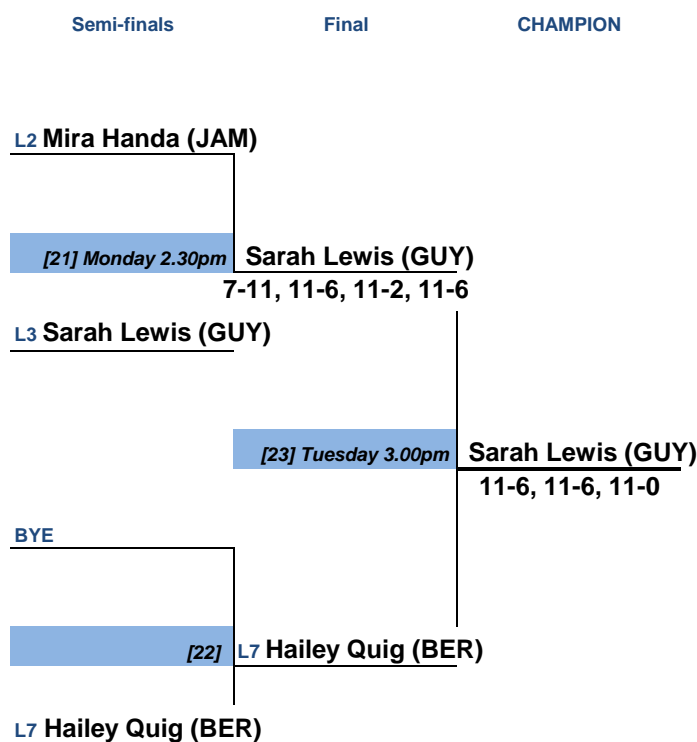 Semi-finals Final CHAMPION
L2 Mira Handa (JAM)
[21] Monday 2.30pm Sarah Lewis (GUY)
7-11, 11-6, 11-2, 11-6
L3 Sarah Lewis (GUY)
[23] Tuesday 3.00pm Sarah Lewis (GUY)
11-6, 11-6, 11-0
BYE
[22] L7 Hailey Quig (BER)
L7 Hailey Quig (BER)